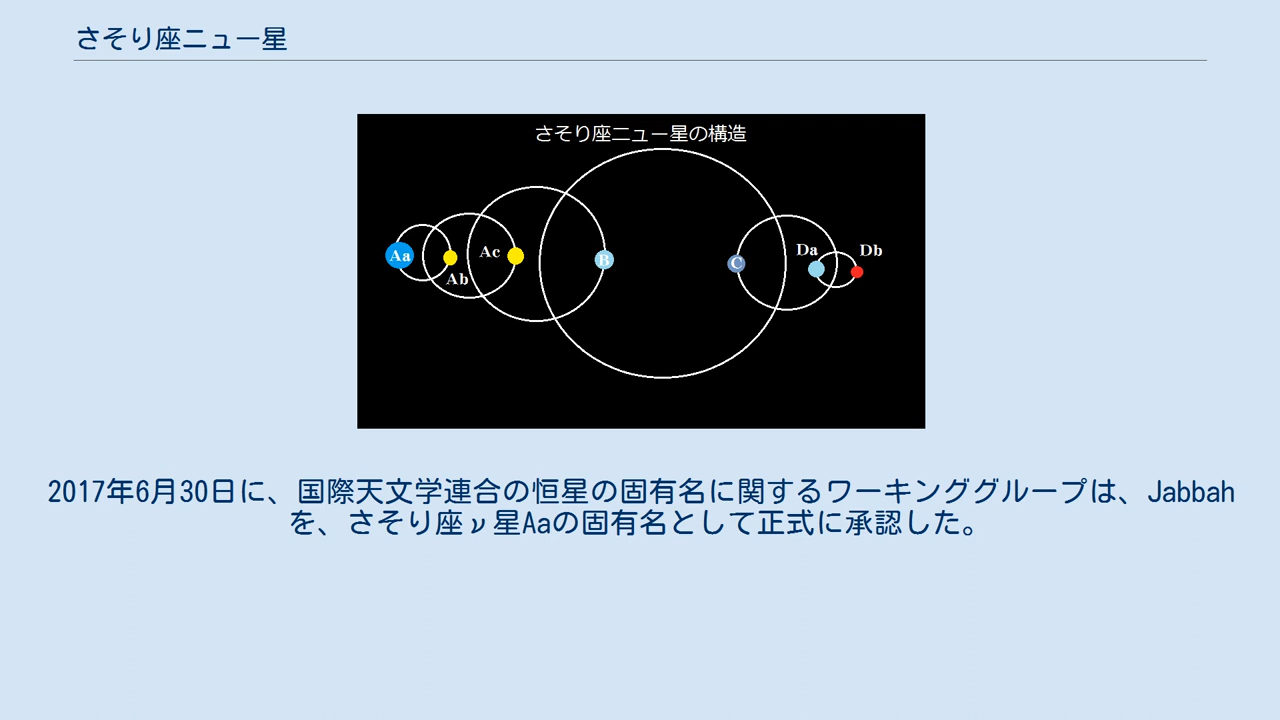 さそり座ニュー星
さそり座ニュー星の構造
Aa
Ab
Ac
B
C
Da
Db
2017年6月30日に、国際天文学連合の恒星の固有名に関するワーキンググループは、Jabbah
を、さそり座ν星Aaの固有名として正式に承認した。